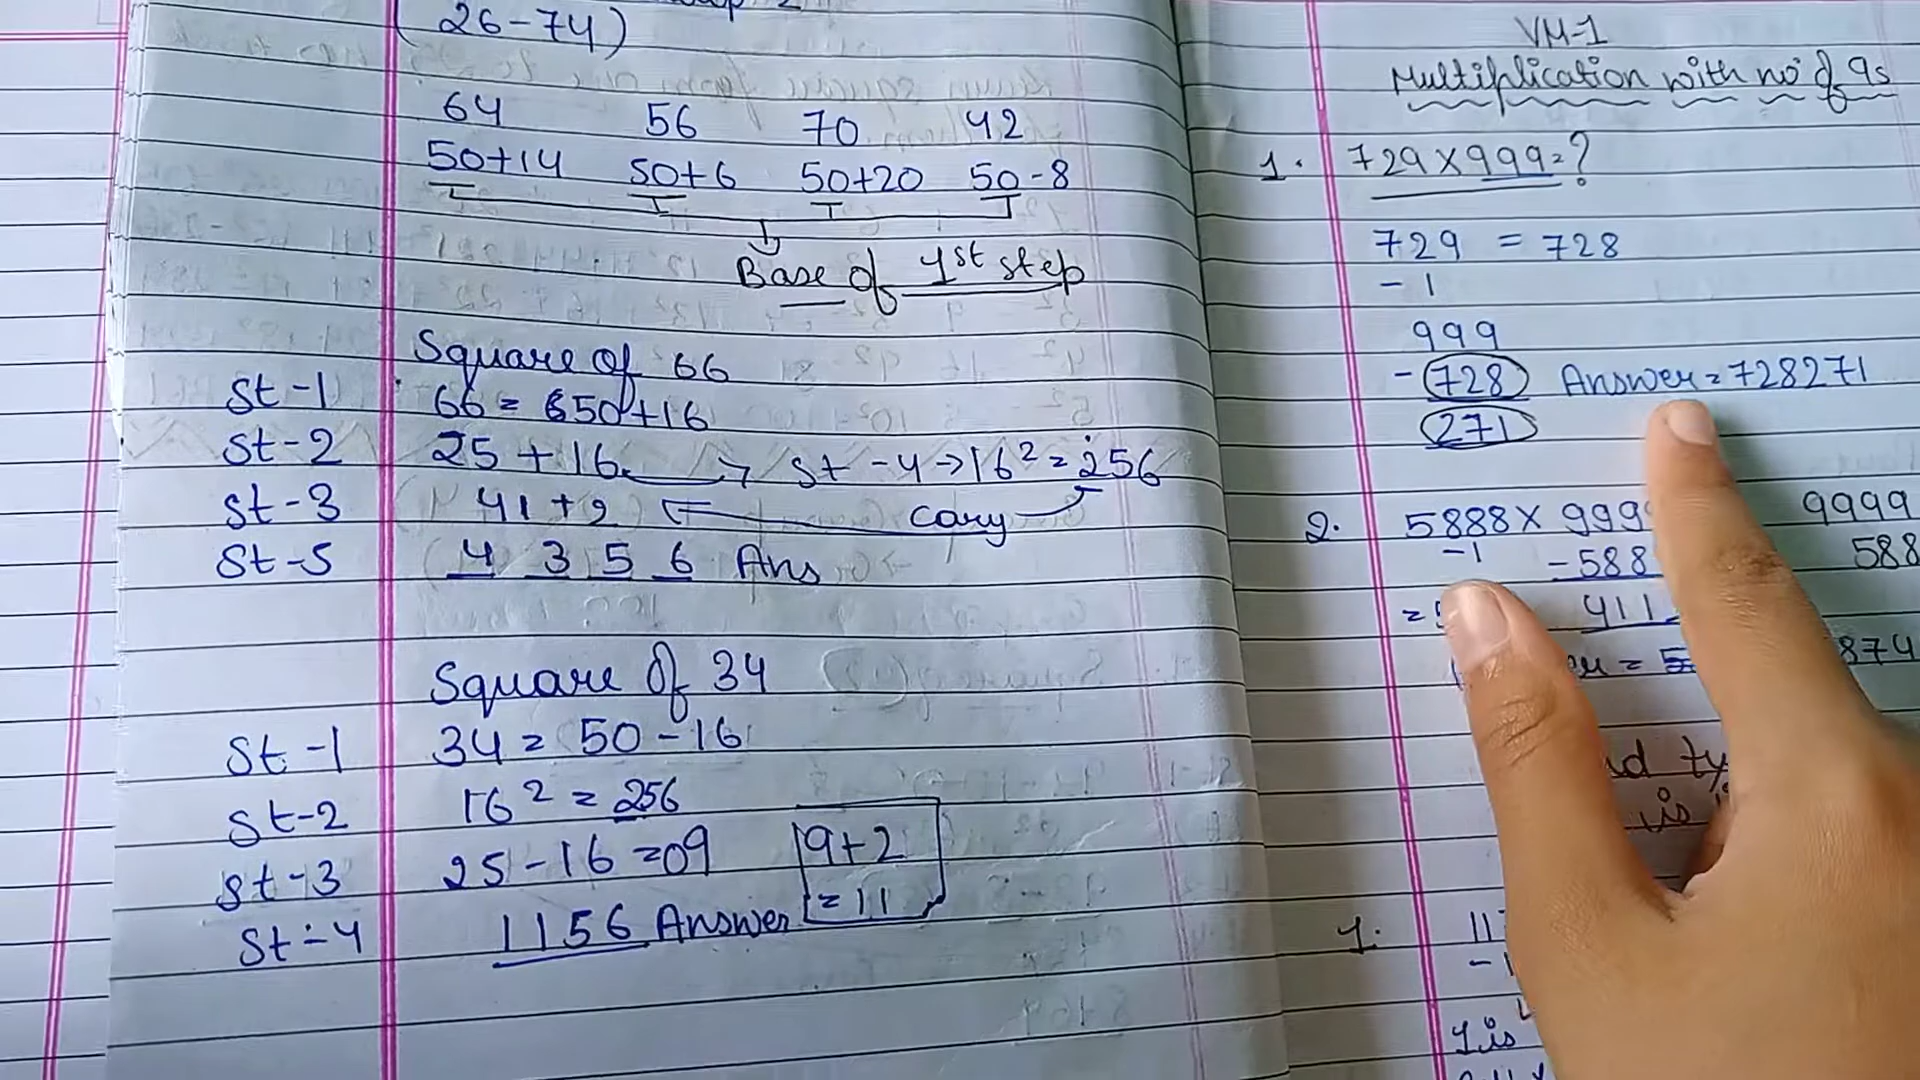 (26-74)
64 56 70 42
50+14 50+6 50+20 50-8
Base of 1st step
Square of 66
St-1 66 = 50+16
St-2 25 + 16 → St-4→16² = 256
St-3 41 + 2 cary
St-5 4 3 5 6 Ans
Square of 34
St-1 34 = 50-16
St-2 16² = 256
St-3 25-16=09 9+2
=11
St-4 1156 Answer
VM-1
Multiplication with no of 9s
1. 729×999=?
729 = 728
-1
999
-728 Answer=728271
271
2. 5888× 999 9999
-1 -588 588
= 411
= 874
1.
-1
1is